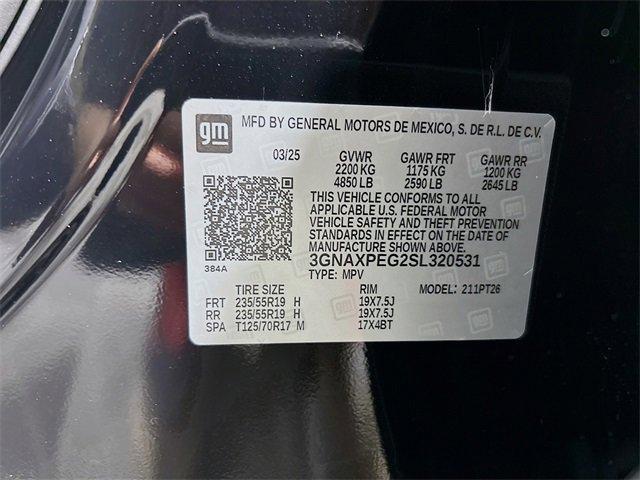 gm
MFD BY GENERAL MOTORS DE MEXICO, S. DE R.L. DE C.V.
03/25 GVWR GAWR FRT GAWR RR
2200 KG 1175 KG 1200 KG
4850 LB 2590 LB 2645 LB
THIS VEHICLE CONFORMS TO ALL
APPLICABLE U.S. FEDERAL MOTOR
VEHICLE SAFETY AND THEFT PREVENTION
STANDARDS IN EFFECT ON THE DATE OF
MANUFACTURE SHOWN ABOVE.
3GNAXPEG2SL320531
384A
TYPE: MPV
TIRE SIZE RIM MODEL: 211PT26
FRT 235/55R19 H 19X7.5J
RR 235/55R19 H 19X7.5J
SPA T125/70R17 M 17X4BT